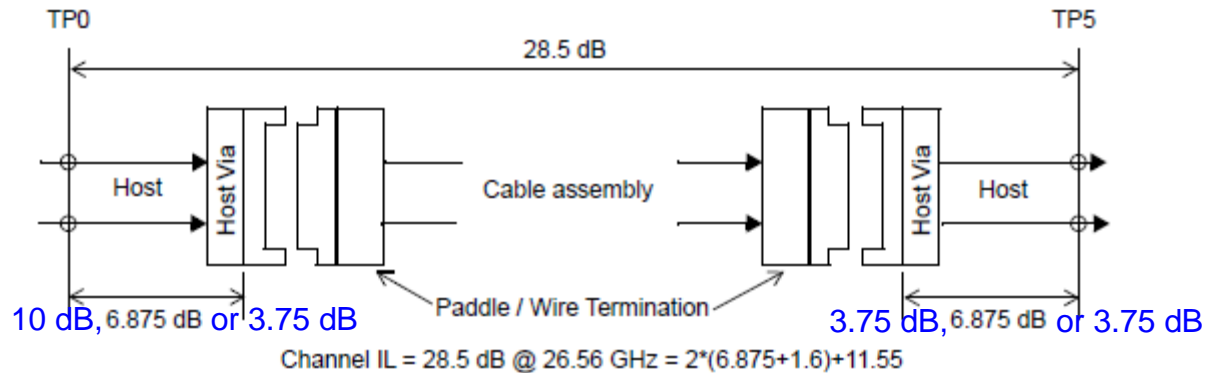 TP0
TP5
28.5 dB
Host
Host Via
Cable assembly
Host Via
Host
Paddle / Wire Termination
10 dB, 6.875 dB or 3.75 dB
3.75 dB, 6.875 dB or 3.75 dB
Channel IL = 28.5 dB @ 26.56 GHz = 2*(6.875+1.6)+11.55